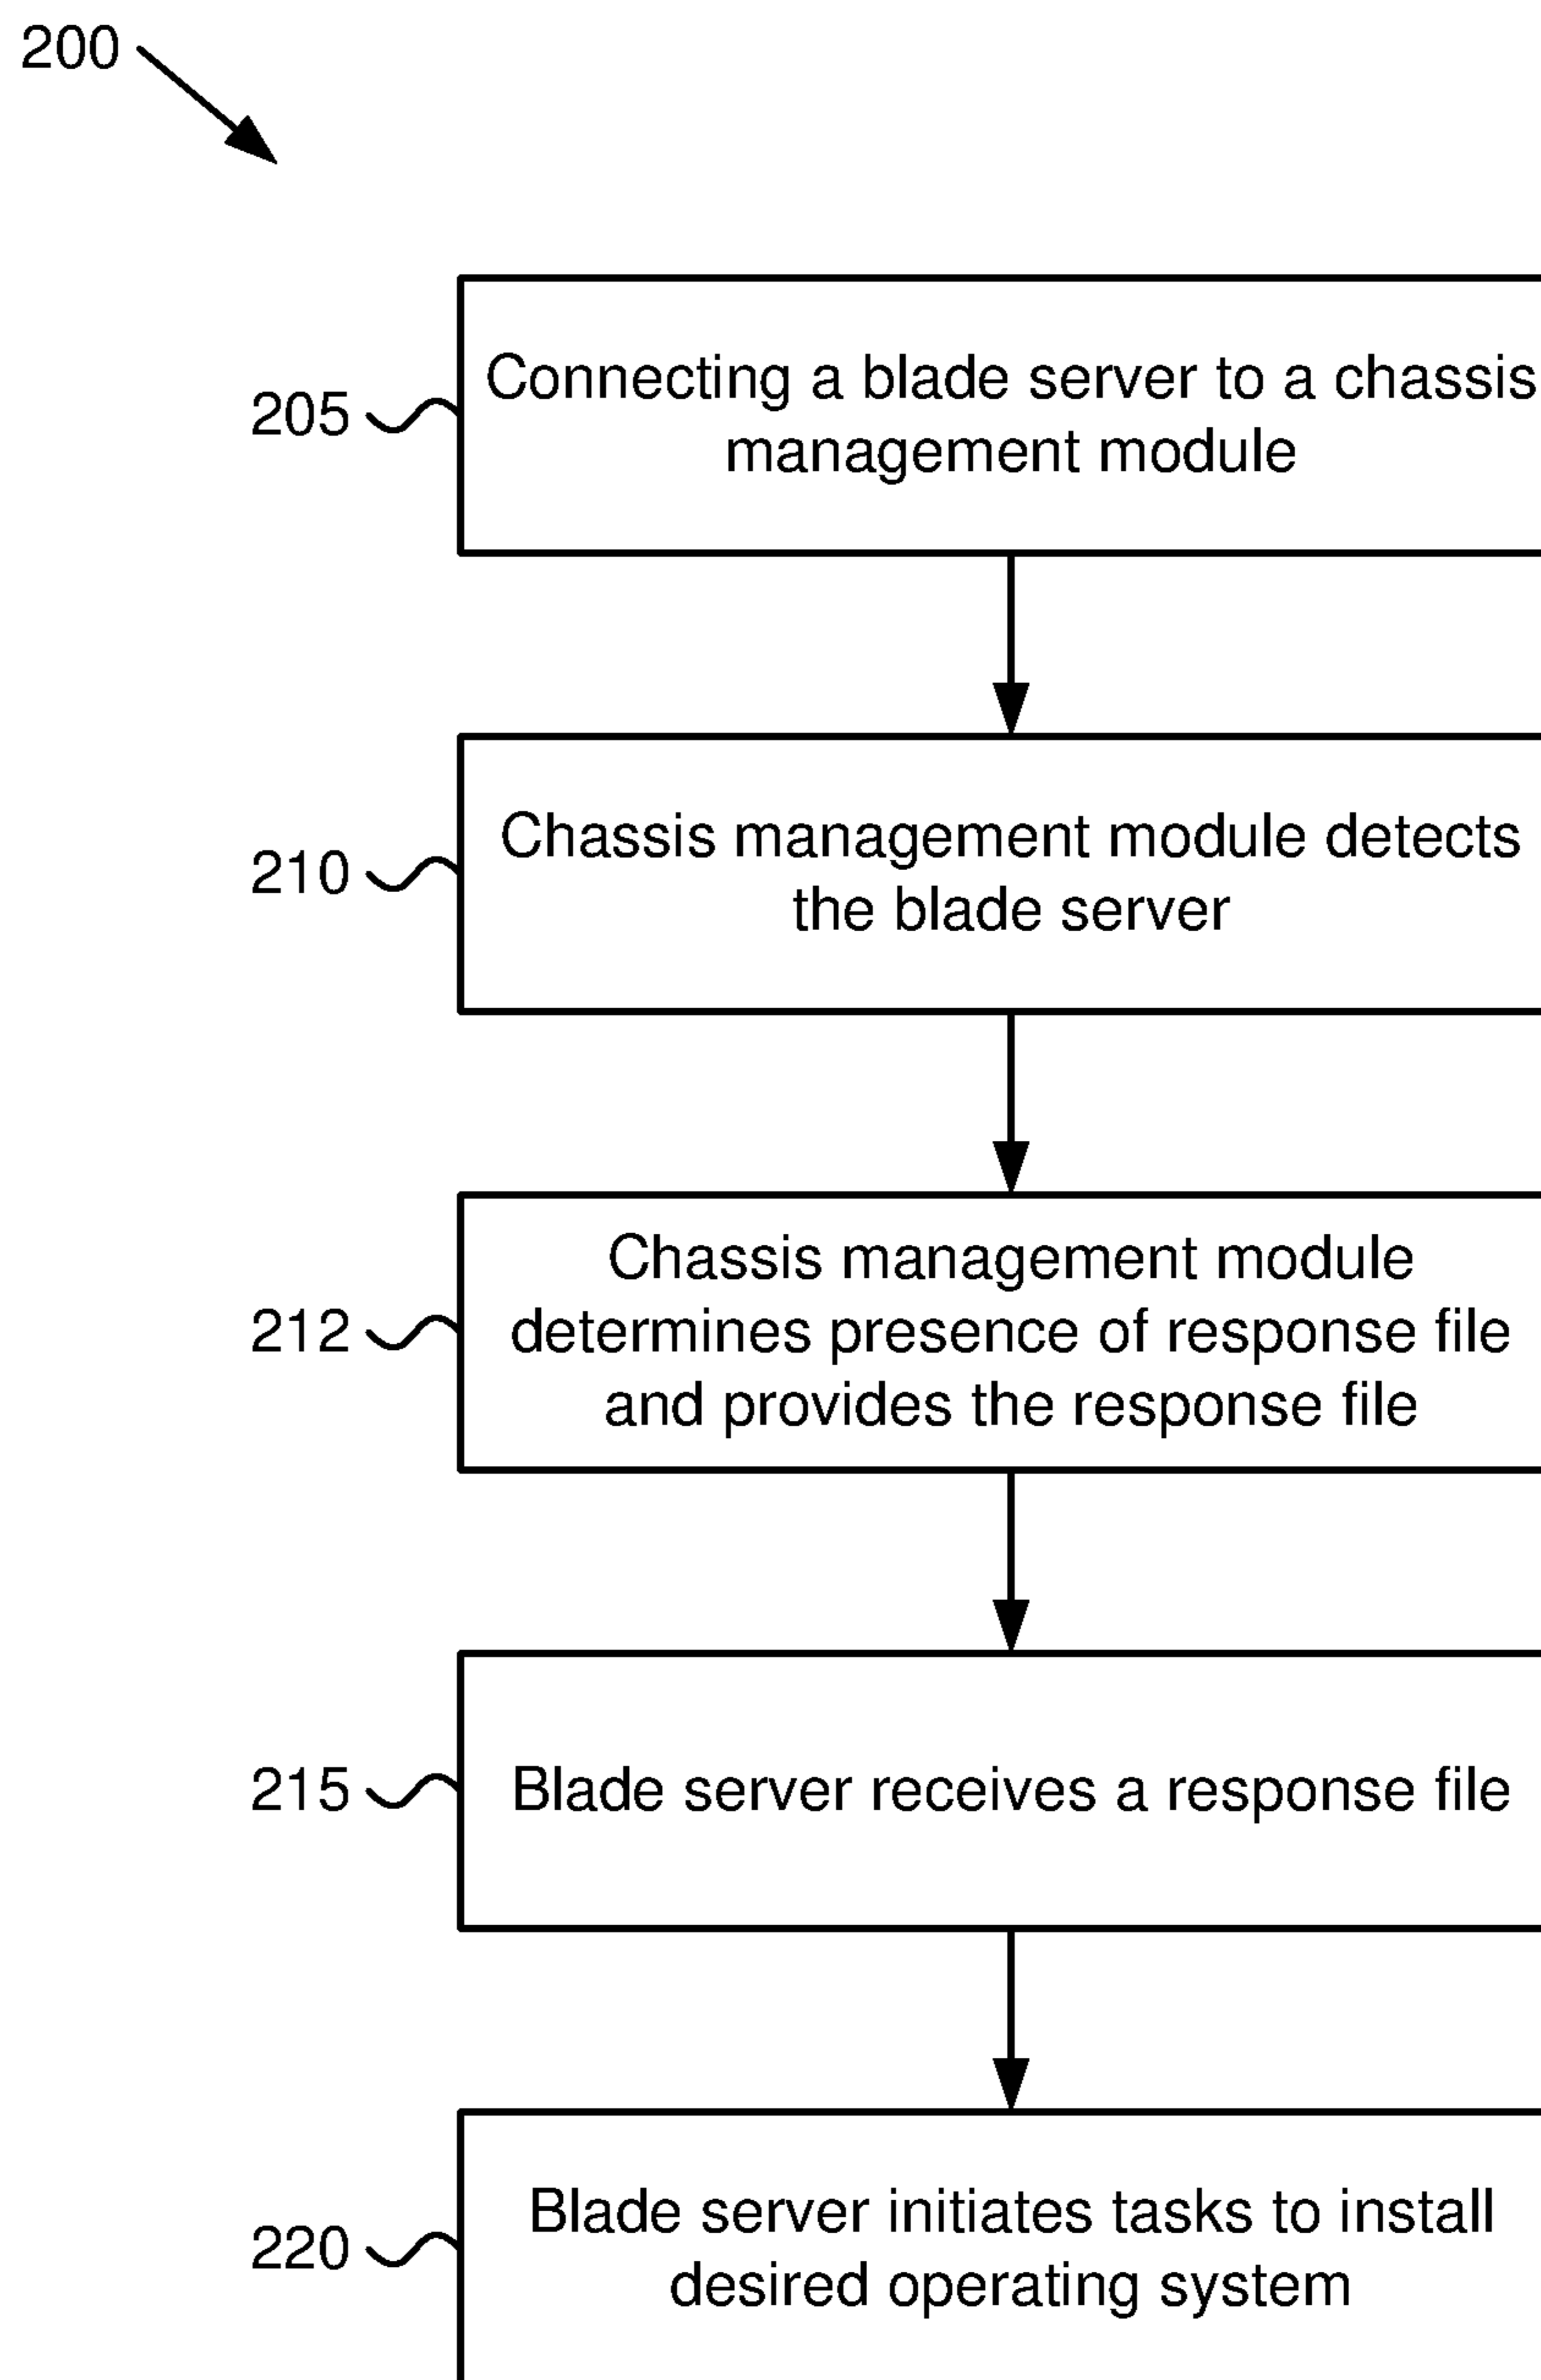 200
205
Connecting a blade server to a chassis
management module
210
Chassis management module detects
the blade server
212
Chassis management module
determines presence of response file
and provides the response file
215
Blade server receives a response file
220
Blade server initiates tasks to install
desired operating system